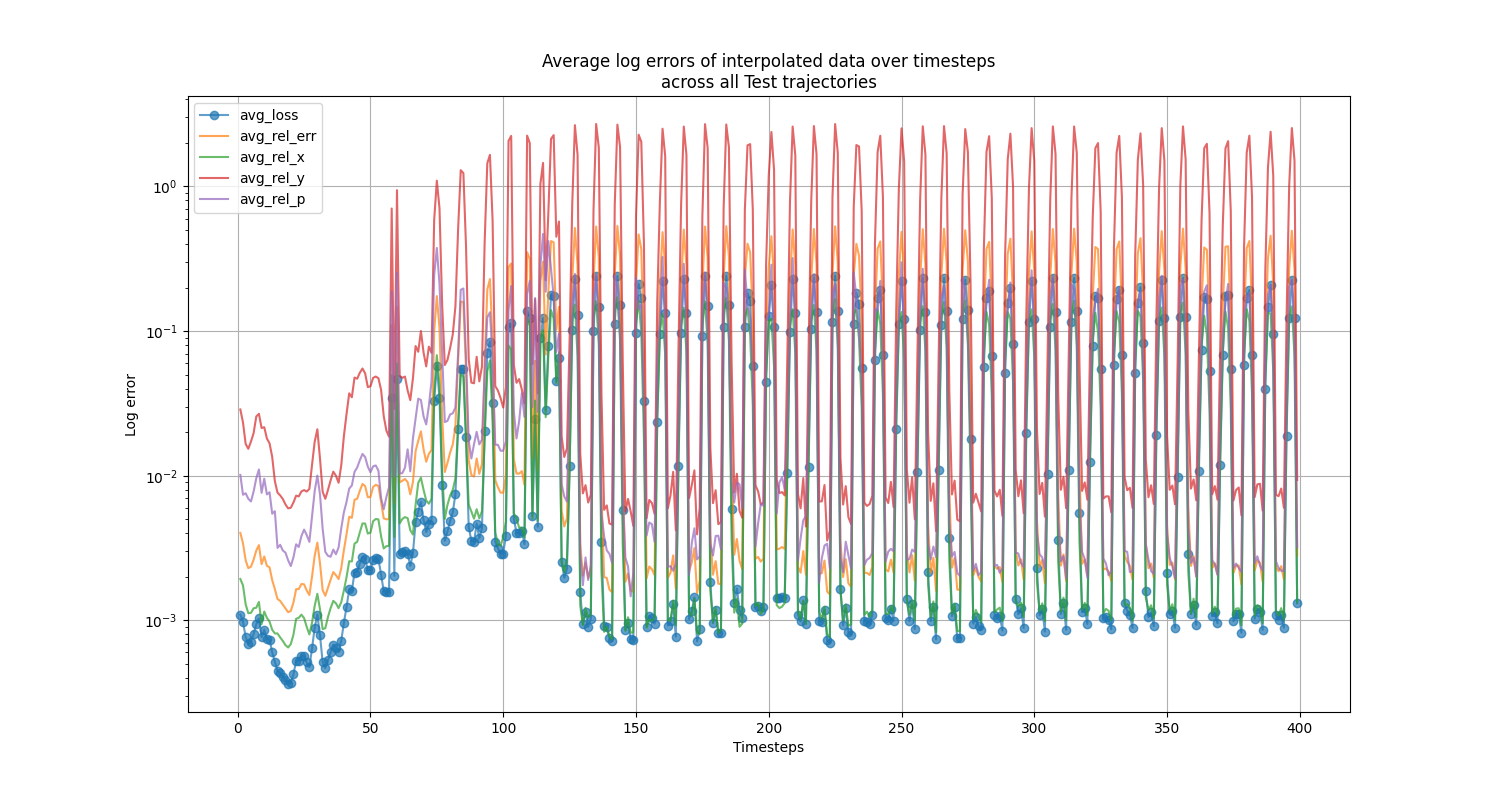 Average log errors of interpolated data over timesteps
across all Test trajectories
avg_loss
avg_rel_err
avg_rel_x
avg_rel_y
avg_rel_p
Log error
10⁰
10⁻¹
10⁻²
10⁻³
0 50 100 150 200 250 300 350 400
Timesteps